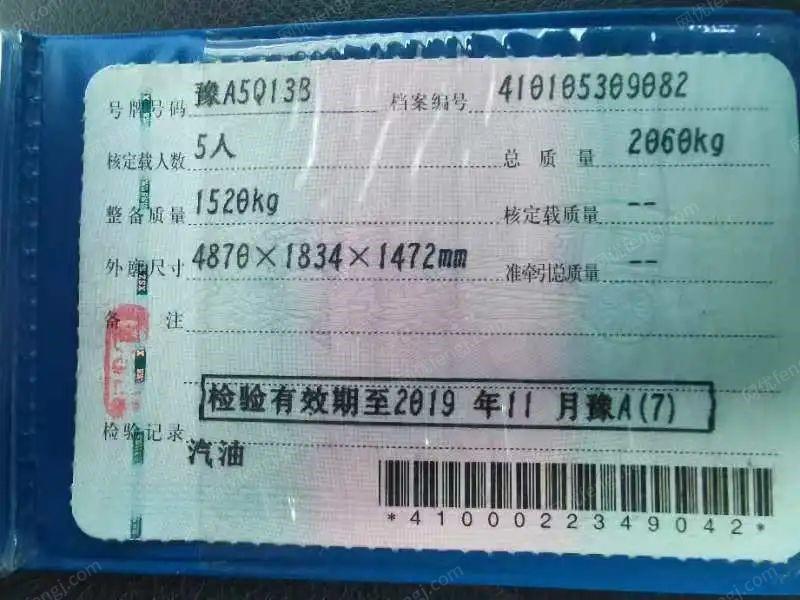 号牌号码 豫A5Q13B 档案编号 410105309082
核定载人数 5人 总质量 2060kg
整备质量 1520kg 核定载质量 --
外廓尺寸 4870×1834×1472mm 准牵引总质量 --
备注
检验有效期至2019年11月豫A(7)
检验记录
汽油
*4100022349042*